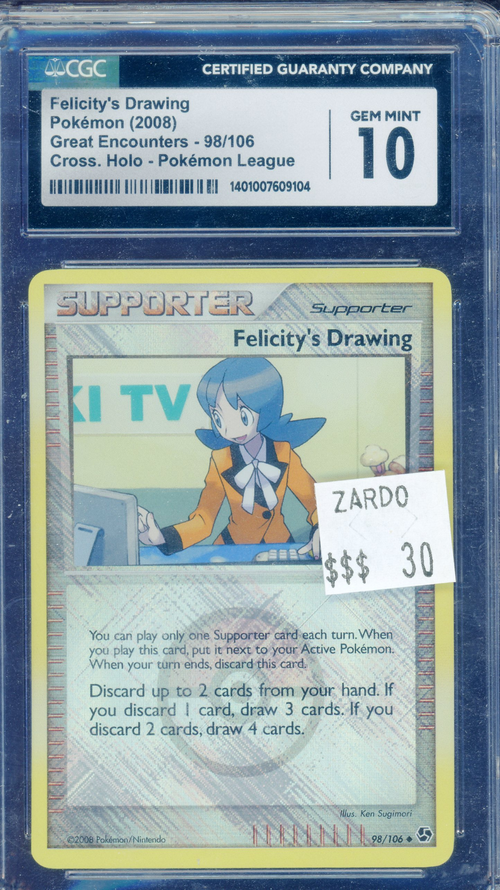 CGC
CERTIFIED GUARANTY COMPANY
Felicity's Drawing
Pokémon (2008)
Great Encounters - 98/106
Cross. Holo - Pokémon League
GEM MINT
10
1401007609104
SUPPORTER
Supporter
Felicity's Drawing
KI TV
ZARDO
$$$ 30
You can play only one Supporter card each turn. When
you play this card, put it next to your Active Pokémon.
When your turn ends, discard this card.
Discard up to 2 cards from your hand. If
you discard 1 card, draw 3 cards. If you
discard 2 cards, draw 4 cards.
Illus. Ken Sugimori
©2008 Pokémon/Nintendo
98/106